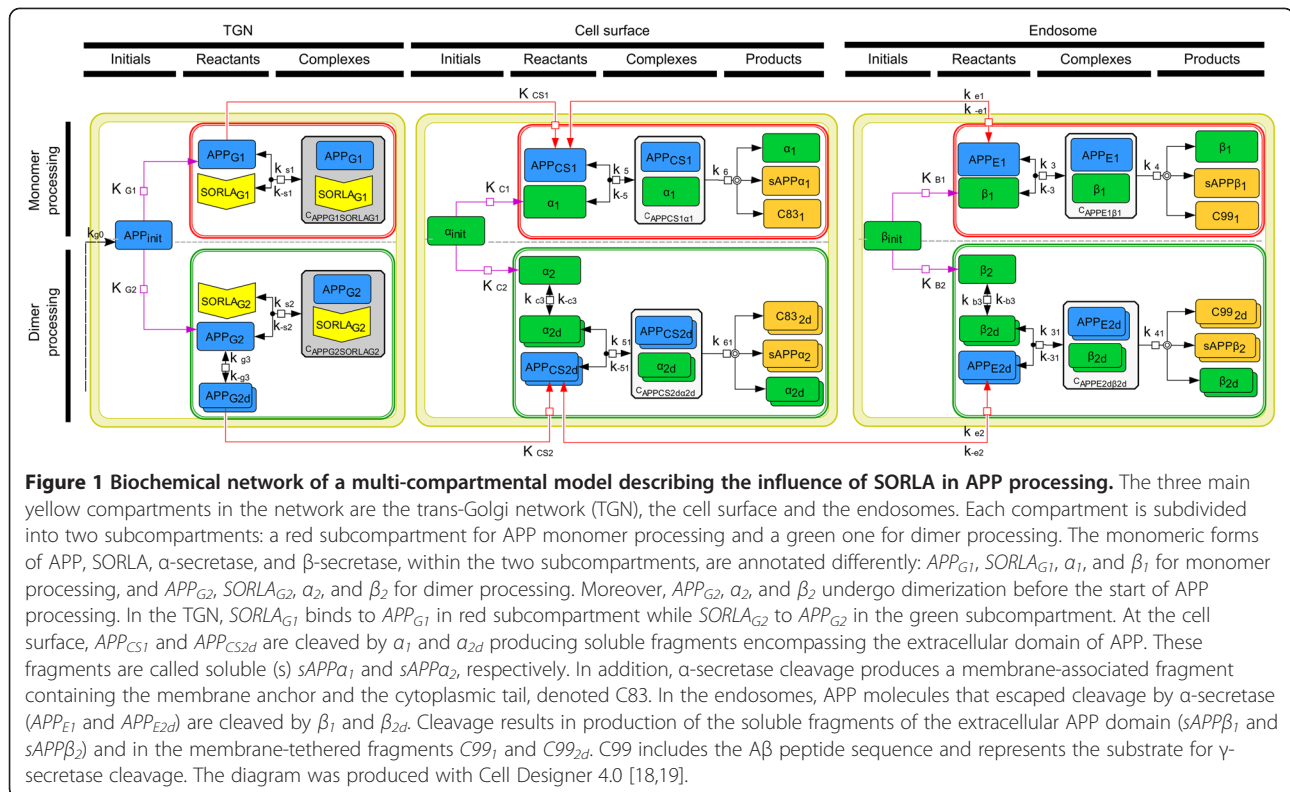 TGN Cell surface Endosome
Initials Reactants Complexes Initials Reactants Complexes Products Initials Reactants Complexes Products
Monomer processing
Dimer processing
K CS1
k e1
k -e1
K G1
APPG1
SORLAG1
k s1
k-s1
APPG1
SORLAG1
CAPPG1SORLAG1
kg0
APPinit
K G2
SORLAG2
APPG2
k s2
k-s2
APPG2
SORLAG2
CAPPG2SORLAG2
k g3
k-g3
APPG2d
K CS2
K C1
αinit
K C2
APPCS1
α1
k 5
k-5
APPCS1
α1
CAPPCS1α1
k 6
α1
sAPPα1
C831
α2
k c3
k-c3
α2d
APPCS2d
k 51
k-51
APPCS2d
α2d
CAPPCS2dα2d
k 61
C832d
sAPPα2
α2d
K B1
βinit
K B2
APPE1
β1
k 3
k-3
APPE1
β1
CAPPE1β1
k 4
β1
sAPPβ1
C991
β2
k b3
k-b3
β2d
APPE2d
k 31
k-31
APPE2d
β2d
CAPPE2dβ2d
k 41
C992d
sAPPβ2
β2d
k e2
k-e2
Figure 1 Biochemical network of a multi-compartmental model describing the influence of SORLA in APP processing. The three main
yellow compartments in the network are the trans-Golgi network (TGN), the cell surface and the endosomes. Each compartment is subdivided
into two subcompartments: a red subcompartment for APP monomer processing and a green one for dimer processing. The monomeric forms
of APP, SORLA, α-secretase, and β-secretase, within the two subcompartments, are annotated differently: APPG1, SORLAG1, α1, and β1 for monomer
processing, and APPG2, SORLAG2, α2, and β2 for dimer processing. Moreover, APPG2, α2, and β2 undergo dimerization before the start of APP
processing. In the TGN, SORLAG1 binds to APPG1 in red subcompartment while SORLAG2 to APPG2 in the green subcompartment. At the cell
surface, APPCS1 and APPCS2d are cleaved by α1 and α2d producing soluble fragments encompassing the extracellular domain of APP. These
fragments are called soluble (s) sAPPα1 and sAPPα2, respectively. In addition, α-secretase cleavage produces a membrane-associated fragment
containing the membrane anchor and the cytoplasmic tail, denoted C83. In the endosomes, APP molecules that escaped cleavage by α-secretase
(APPE1 and APPE2d) are cleaved by β1 and β2d. Cleavage results in production of the soluble fragments of the extracellular APP domain (sAPPβ1 and
sAPPβ2) and in the membrane-tethered fragments C991 and C992d. C99 includes the Aβ peptide sequence and represents the substrate for γ-
secretase cleavage. The diagram was produced with Cell Designer 4.0 [18,19].